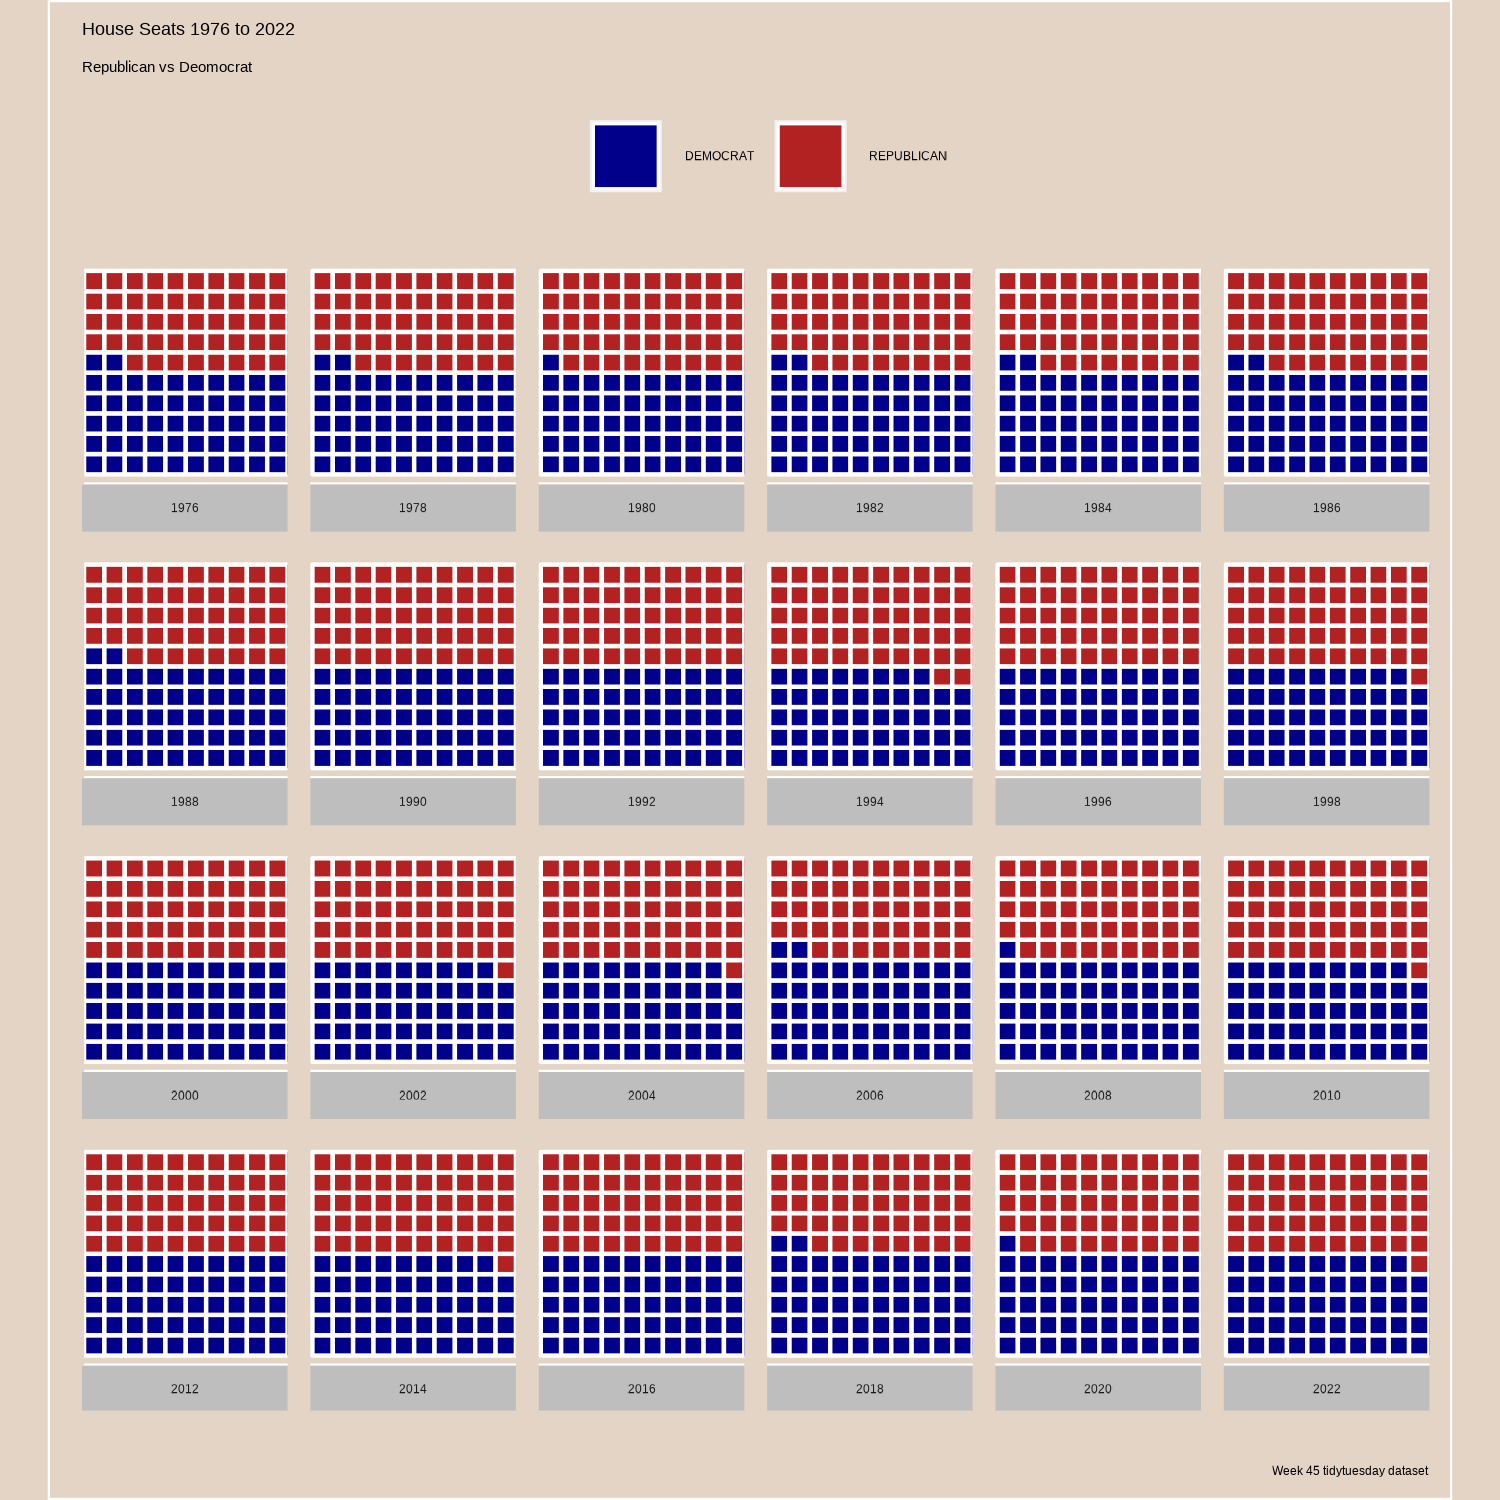 House Seats 1976 to 2022
Republican vs Deomocrat
DEMOCRAT REPUBLICAN
1976 1978 1980 1982 1984 1986
1988 1990 1992 1994 1996 1998
2000 2002 2004 2006 2008 2010
2012 2014 2016 2018 2020 2022
Week 45 tidytuesday dataset